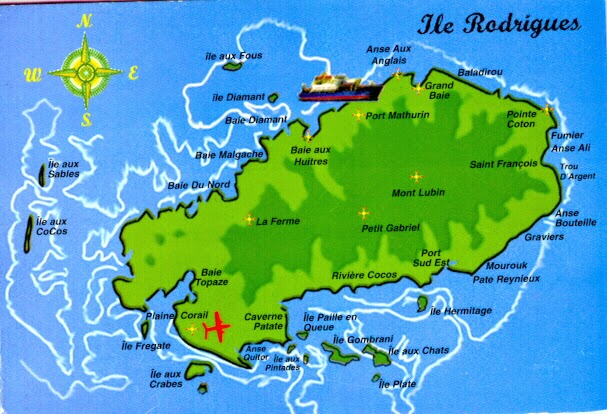 Ile Rodrigues
N
W
E
S
île aux Fous
Anse Aux
Anglais
Baladirou
île Diamant
Grand
Baie
Baie Diamant
Port Mathurin
Pointe
Coton
Fumier
Anse Ali
Baie Malgache
Baie aux
Huitres
Saint François
Trou
D'Argent
île aux
Sables
Baie Du Nord
Mont Lubin
île aux
CoCos
La Ferme
Petit Gabriel
Anse
Bouteille
Graviers
Port
Sud Est
Baie
Topaze
Rivière Cocos
Mourouk
Pate Reynieux
Plaine Corail
Caverne
Patate
île Paille en
Queue
île Hermitage
île Fregate
Anse
Quitor
île aux
Pintades
île Gombrani
île aux Chats
île aux
Crabes
île Plate